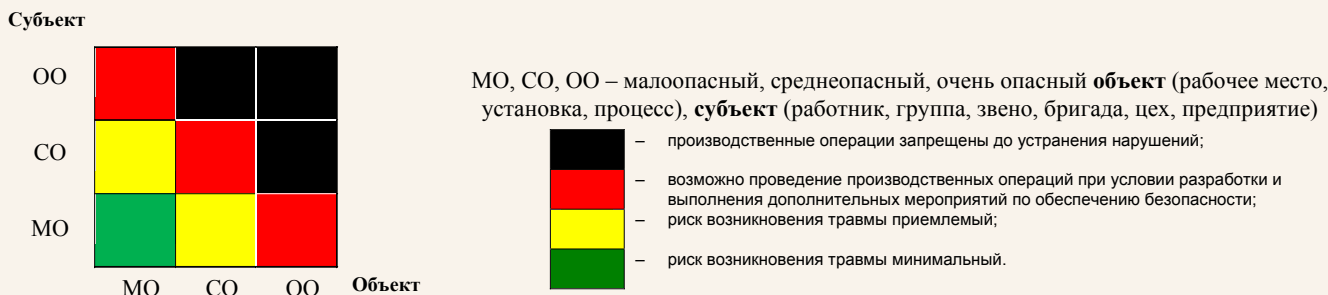 Субъект
ОО
СО
МО
МО СО ОО Объект
МО, СО, ОО – малоопасный, среднеопасный, очень опасный объект (рабочее место,
установка, процесс), субъект (работник, группа, звено, бригада, цех, предприятие)
– производственные операции запрещены до устранения нарушений;
– возможно проведение производственных операций при условии разработки и
выполнения дополнительных мероприятий по обеспечению безопасности;
– риск возникновения травмы приемлемый;
– риск возникновения травмы минимальный.